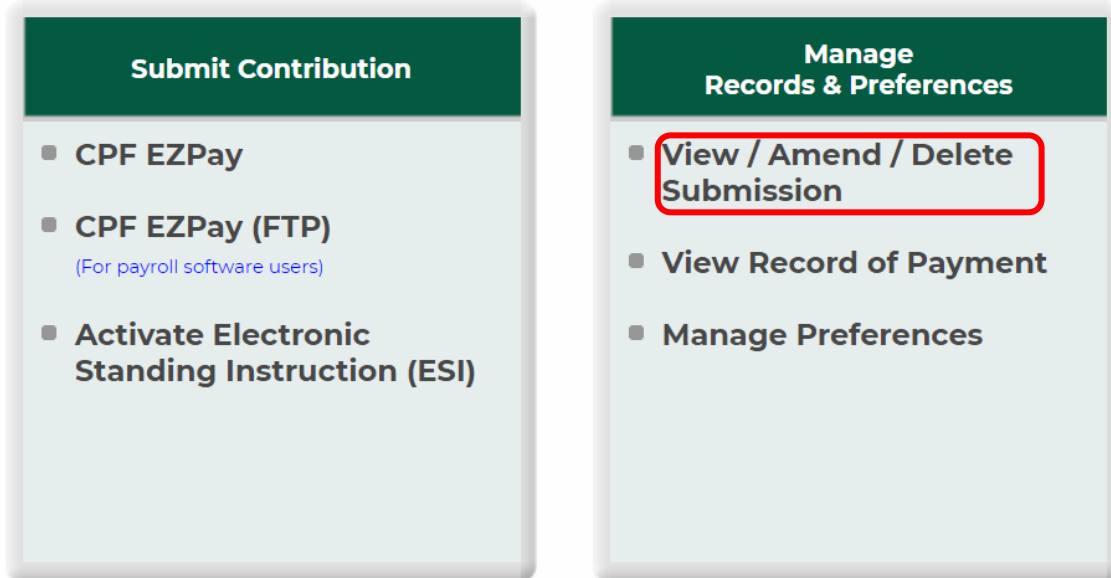 Submit Contribution
CPF EZPay
CPF EZPay (FTP)
(For payroll software users)
Activate Electronic
Standing Instruction (ESI)
Manage
Records & Preferences
View / Amend / Delete
Submission
View Record of Payment
Manage Preferences